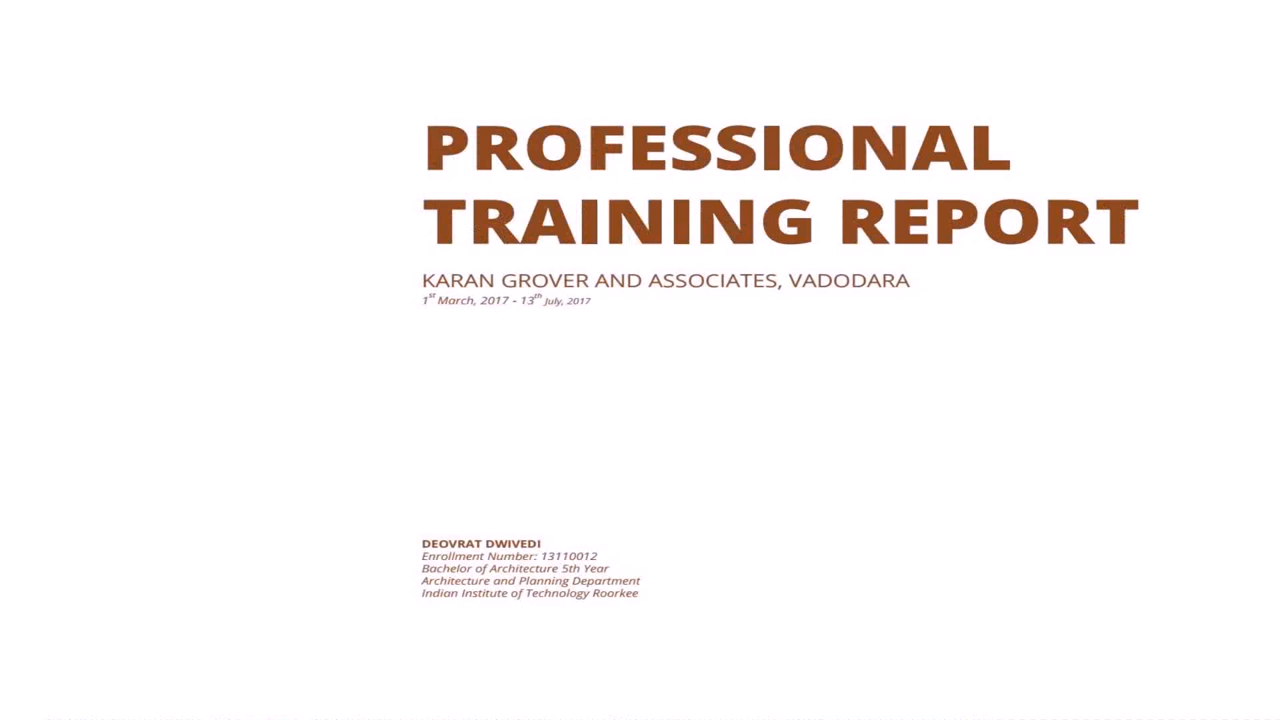 PROFESSIONAL
TRAINING REPORT
KARAN GROVER AND ASSOCIATES, VADODARA
1st March, 2017 - 13th July, 2017
DEOVRAT DWIVEDI
Enrollment Number: 13110012
Bachelor of Architecture 5th Year
Architecture and Planning Department
Indian Institute of Technology Roorkee